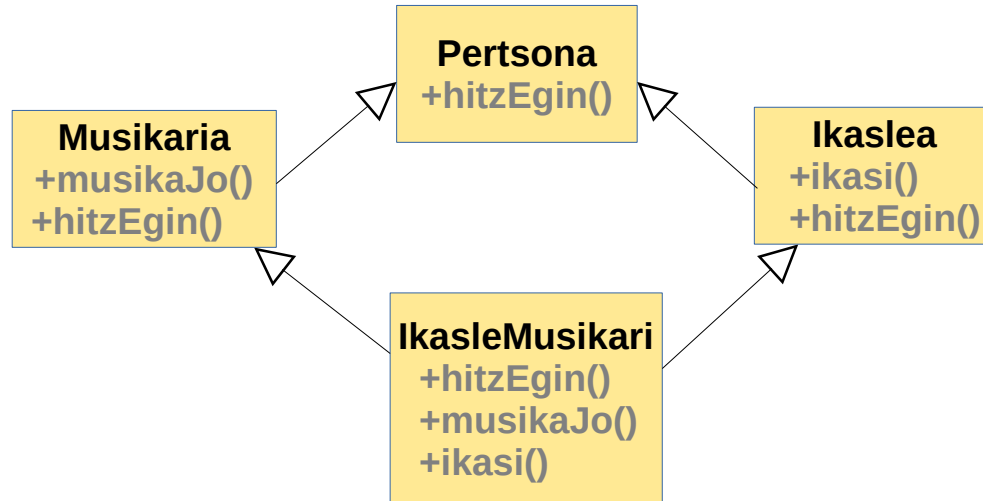 Pertsona
+hitzEgin()
Musikaria
+musikaJo()
+hitzEgin()
Ikaslea
+ikasi()
+hitzEgin()
IkasleMusikari
+hitzEgin()
+musikaJo()
+ikasi()